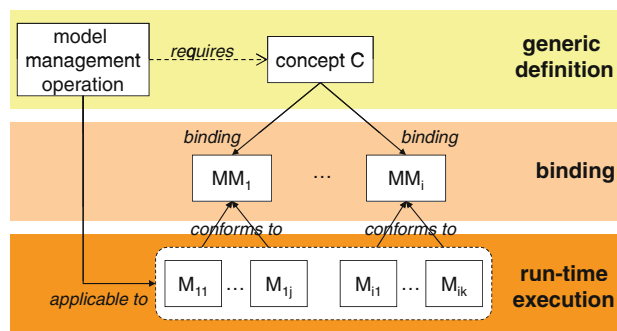 model
management
operation
requires
concept C
generic
definition
binding
binding
MM1
...
MMi
binding
conforms to
conforms to
M11
...
M1j
Mi1
...
Mik
applicable to
run-time
execution